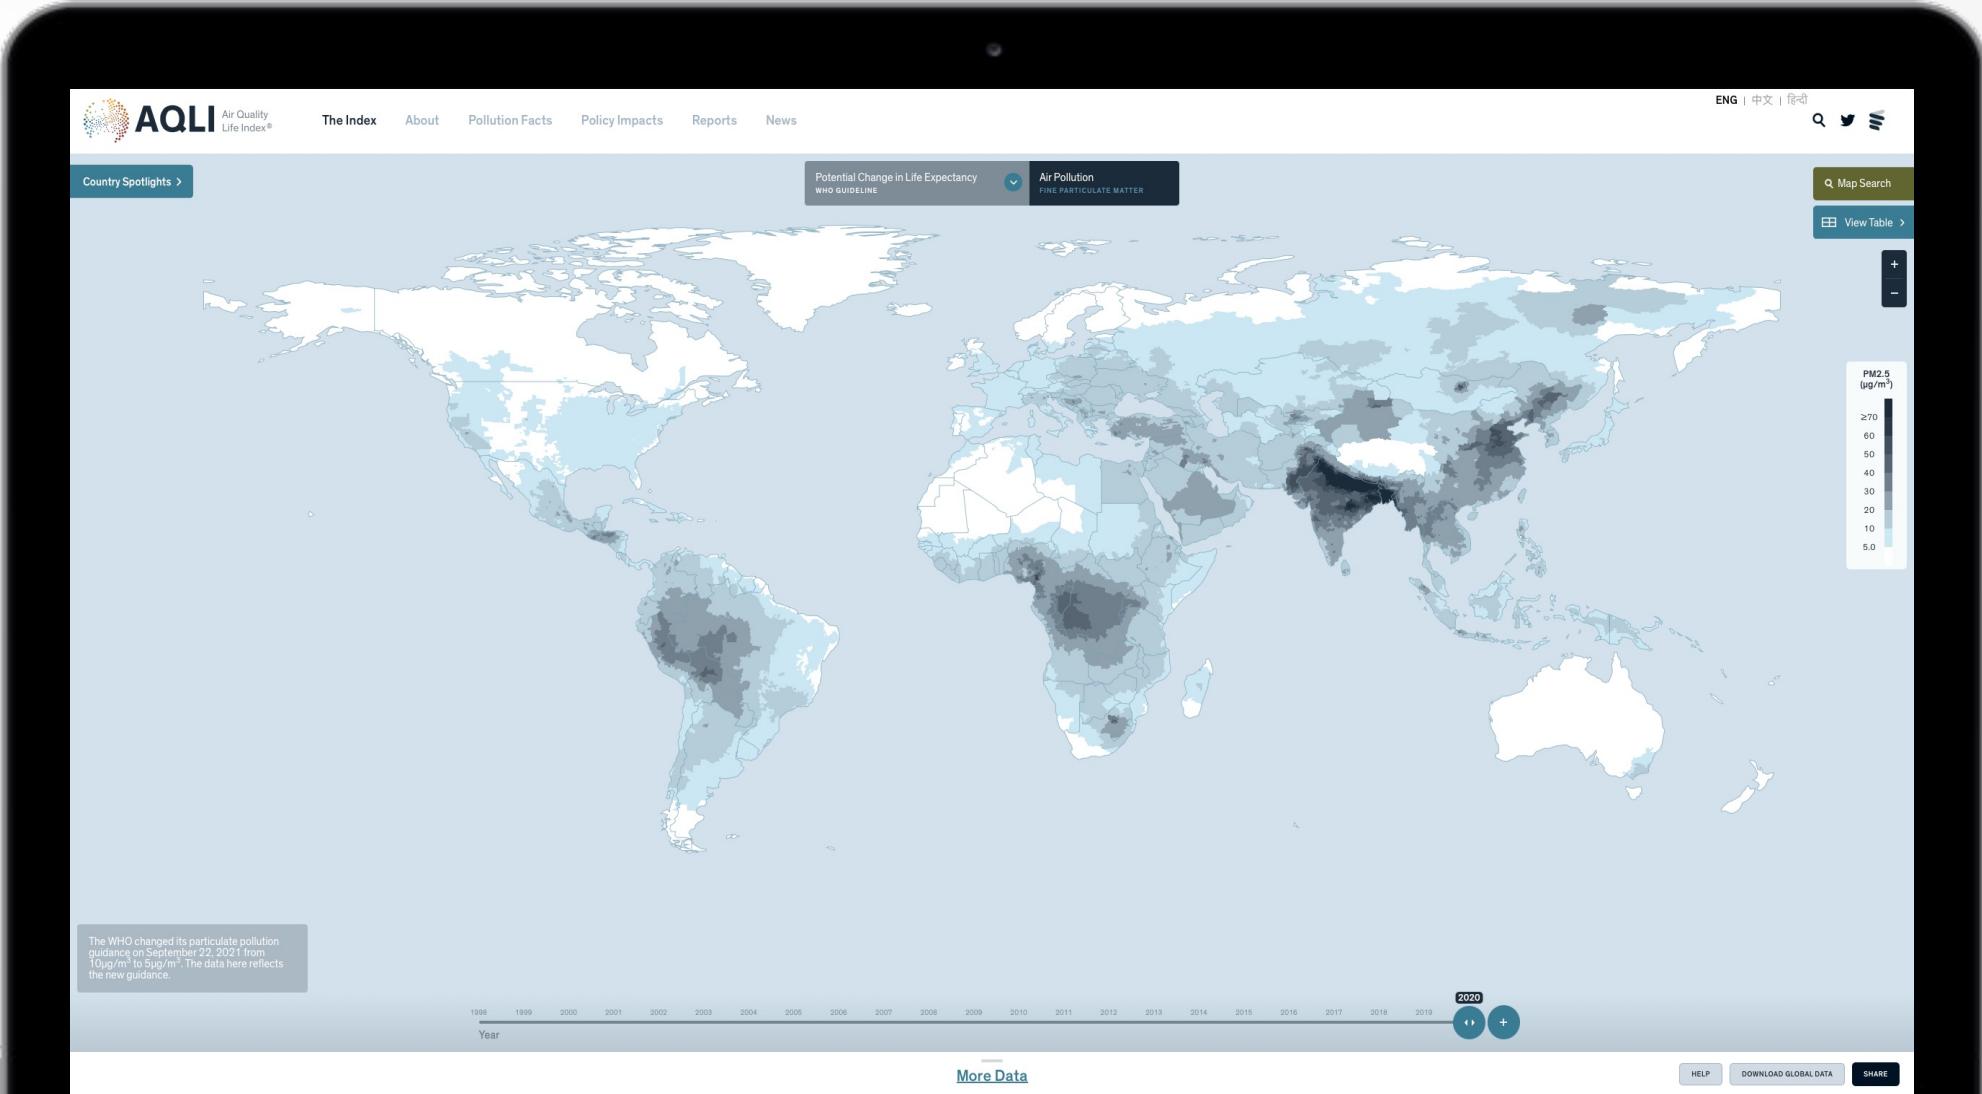 AQLI
Air Quality
Life Index®
The Index
About
Pollution Facts
Policy Impacts
Reports
News
ENG | 中文 | हिन्दी
Country Spotlights >
Potential Change in Life Expectancy
WHO GUIDELINE
Air Pollution
FINE PARTICULATE MATTER
Map Search
View Table >
+
−
PM2.5
(µg/m³)
≥70
60
50
40
30
20
10
5.0
The WHO changed its particulate pollution
guidance on September 22, 2021 from
10µg/m³ to 5µg/m³. The data here reflects
the new guidance.
2020
1998 1999 2000 2001 2002 2003 2004 2005 2006 2007 2008 2009 2010 2011 2012 2013 2014 2015 2016 2017 2018 2019
+
Year
More Data
HELP
DOWNLOAD GLOBAL DATA
SHARE